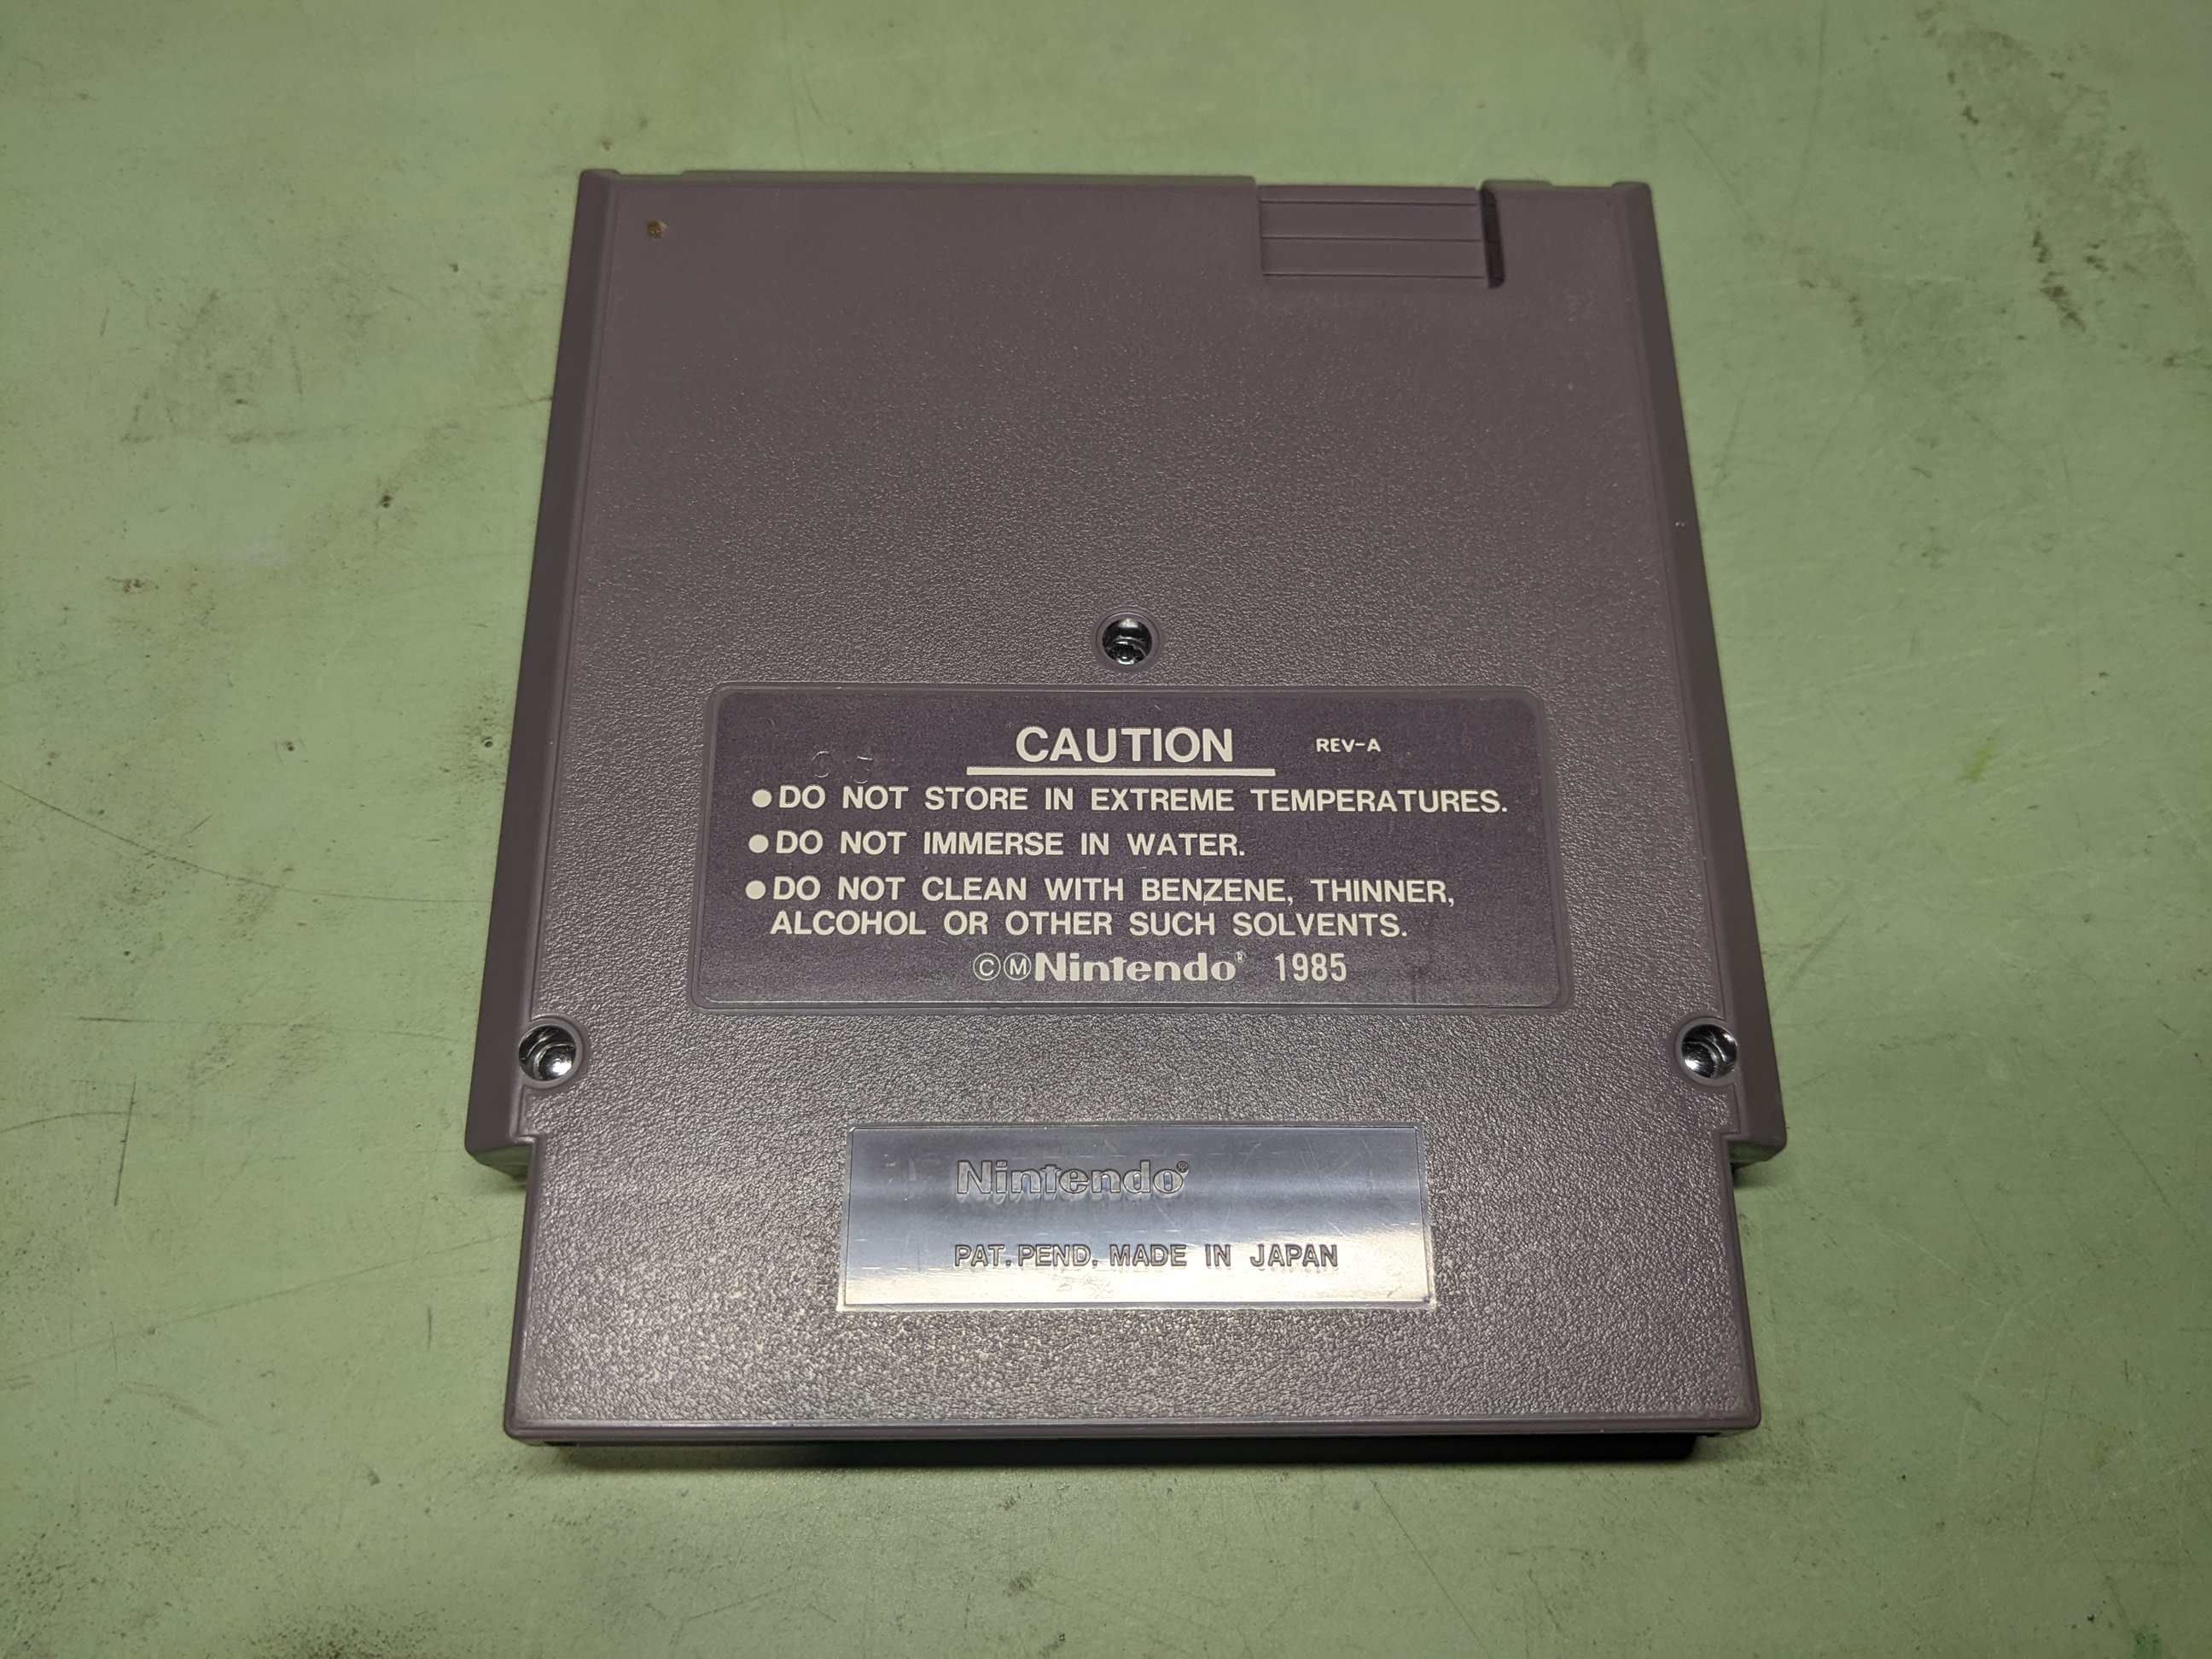 CAUTION REV-A
●DO NOT STORE IN EXTREME TEMPERATURES.
●DO NOT IMMERSE IN WATER.
●DO NOT CLEAN WITH BENZENE, THINNER,
ALCOHOL OR OTHER SUCH SOLVENTS.
ⒸⓂNintendo® 1985
Nintendo®
PAT. PEND. MADE IN JAPAN